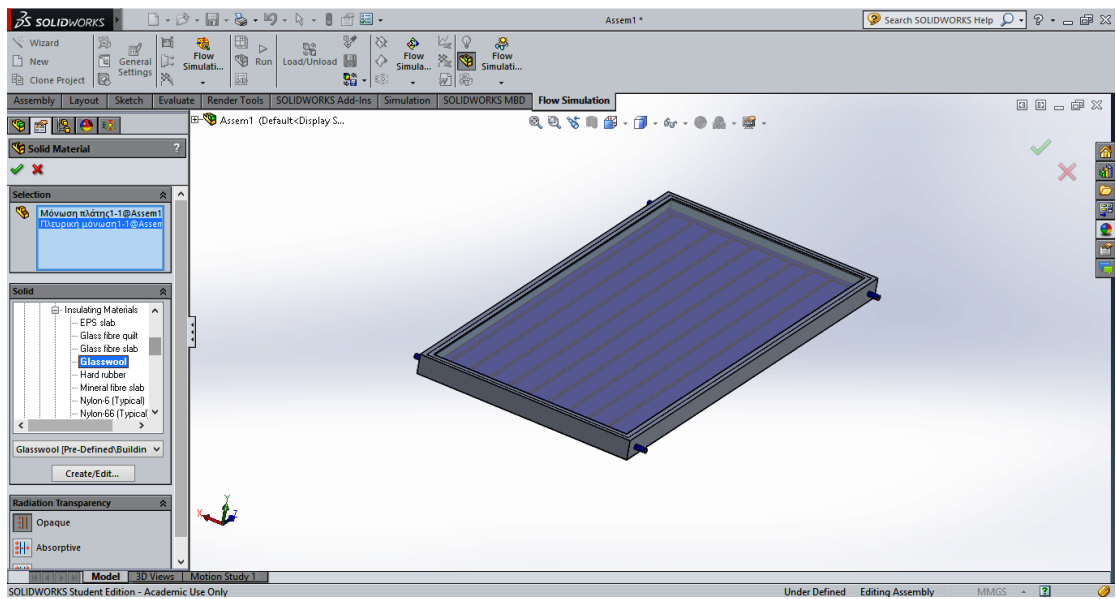 SOLIDWORKS
Assem1 *
Search SOLIDWORKS Help
Wizard
New
Clone Project
General Settings
Flow Simulati...
Run
Load/Unload
Flow Simula...
Flow Simulati...
Assembly Layout Sketch Evaluate Render Tools SOLIDWORKS Add-Ins Simulation SOLIDWORKS MBD Flow Simulation
Assem1 (Default<Display S...
Solid Material ?
Selection
Μόνωση πλάτης1-1@Assem1
Πλευρική μόνωση1-1@Assem
Solid
Insulating Materials
EPS slab
Glass fibre quilt
Glass fibre slab
Glasswool
Hard rubber
Mineral fibre slab
Nylon-6 (Typical)
Nylon-66 (Typical)
Glasswool [Pre-Defined\Buildin
Create/Edit...
Radiation Transparency
Opaque
Absorptive
Y
X
Z
Model 3D Views Motion Study 1
SOLIDWORKS Student Edition - Academic Use Only
Under Defined Editing Assembly MMGS